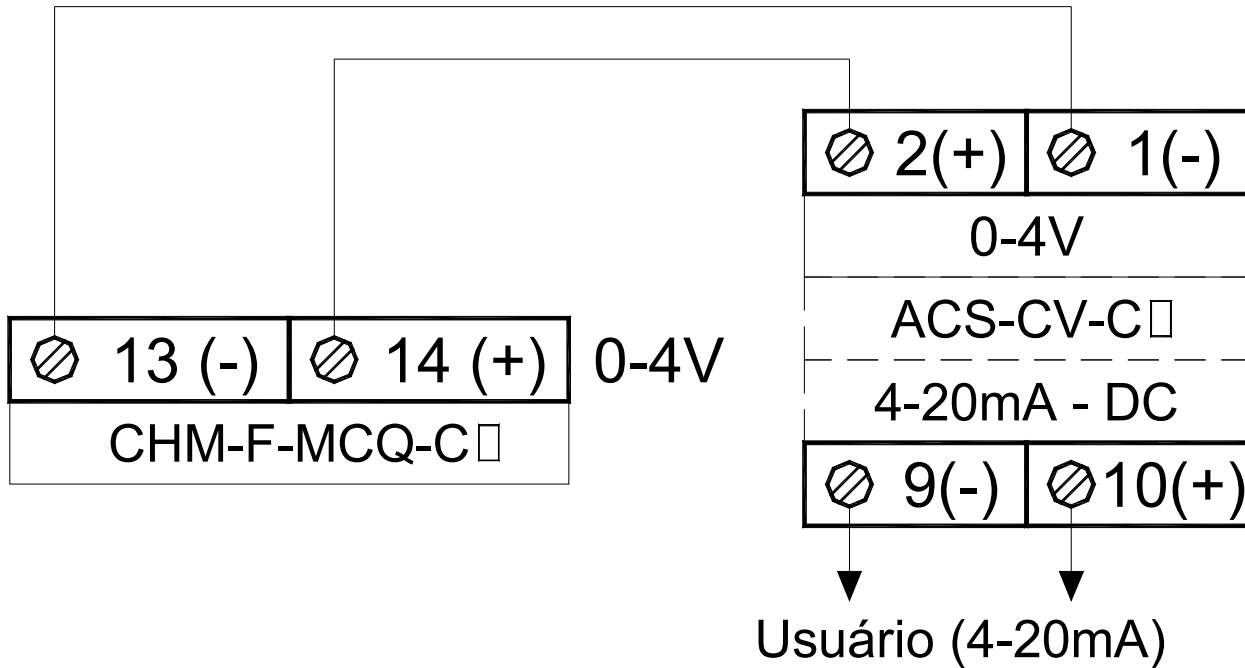 2(+) 1(-)
0-4V
ACS-CV-C▯
4-20mA - DC
9(-) 10(+)
13 (-) 14 (+) 0-4V
CHM-F-MCQ-C▯
Usuário (4-20mA)